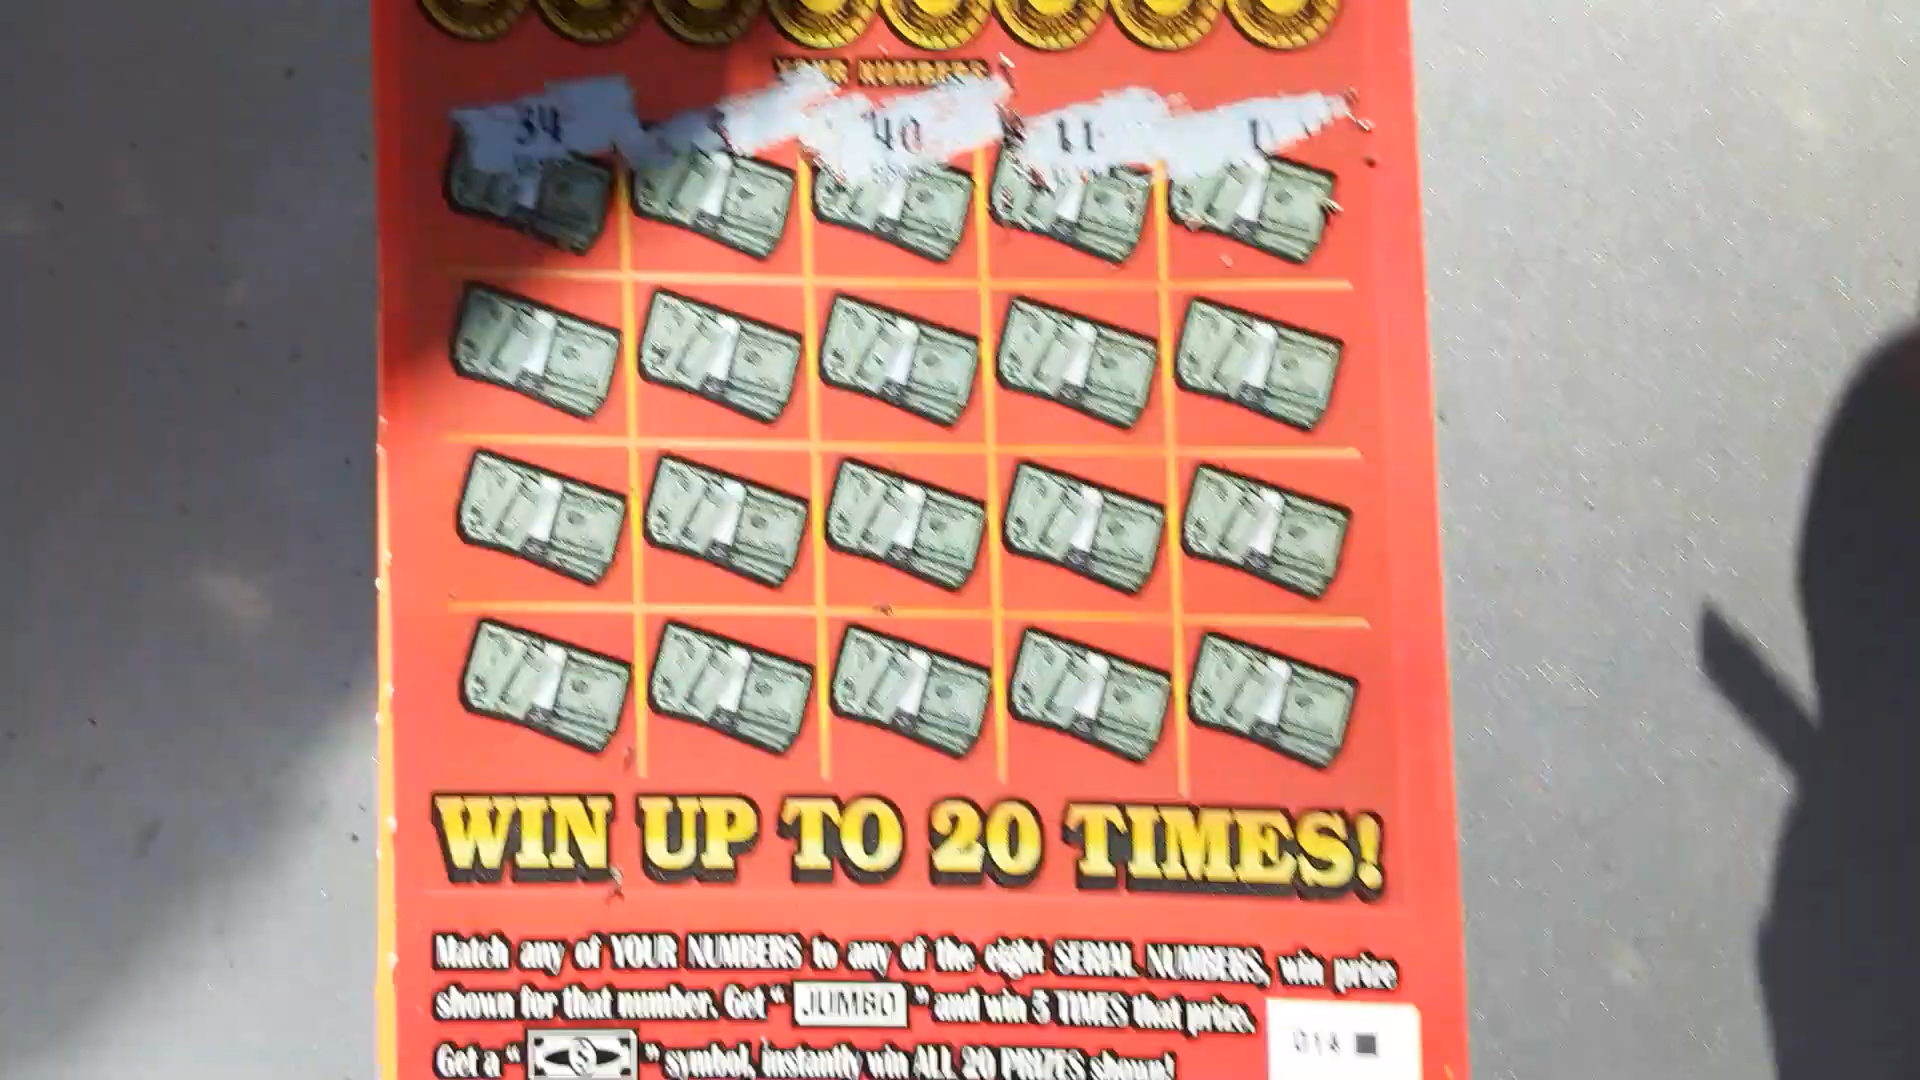 YOUR NUMBERS
34 40 11
WIN UP TO 20 TIMES!
Match any of YOUR NUMBERS to any of the eight SERIAL NUMBERS, win prize
shown for that number. Get "JUMBO" and win 5 TIMES that prize.
Get a "$" symbol, instantly win ALL 20 PRIZES shown!
014